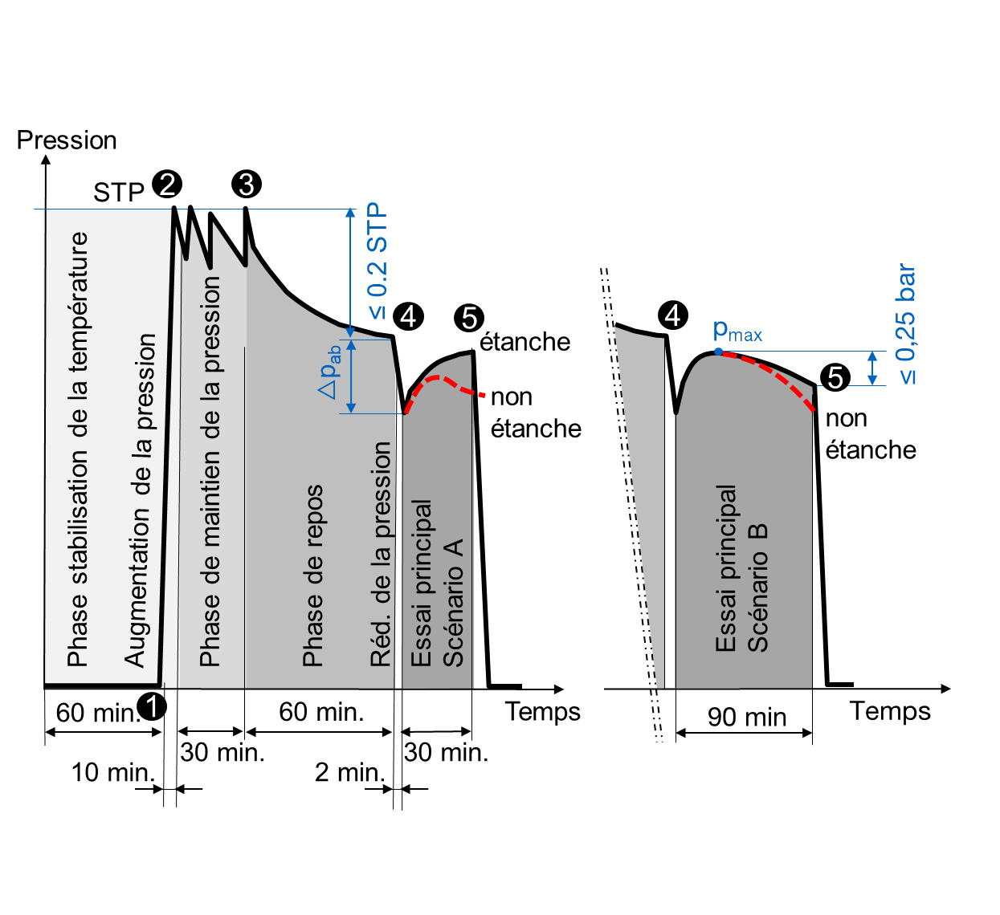 Pression
STP
2
3
≤ 0.2 STP
4
5
étanche
Δpab
non
étanche
Phase stabilisation de la température
Augmentation de la pression
Phase de maintien de la pression
Phase de repos
Réd. de la pression
Essai principal
Scénario A
60 min.
1
60 min.
Temps
30 min.
30 min.
10 min.
2 min.
4
pmax
≤ 0,25 bar
5
non
étanche
Essai principal
Scénario B
90 min
Temps